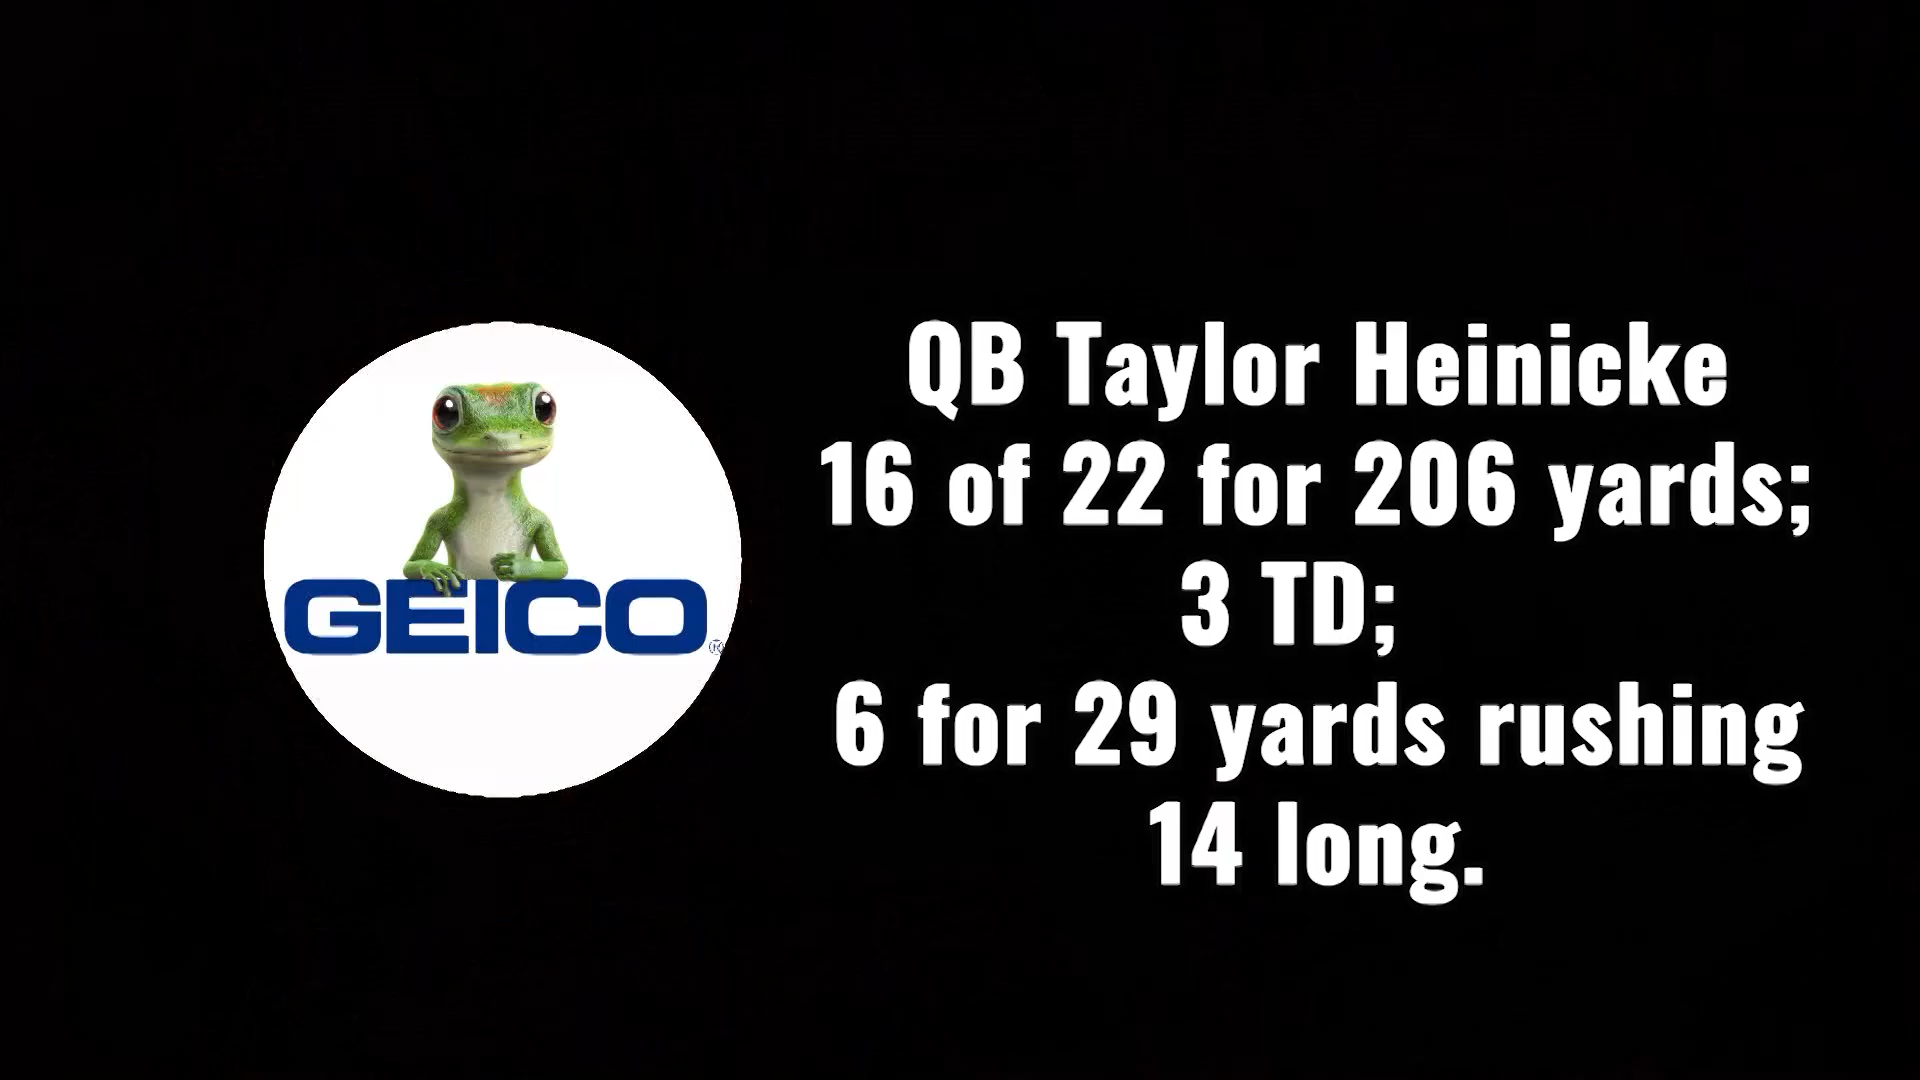 GEICO
QB Taylor Heinicke
16 of 22 for 206 yards;
3 TD;
6 for 29 yards rushing
14 long.